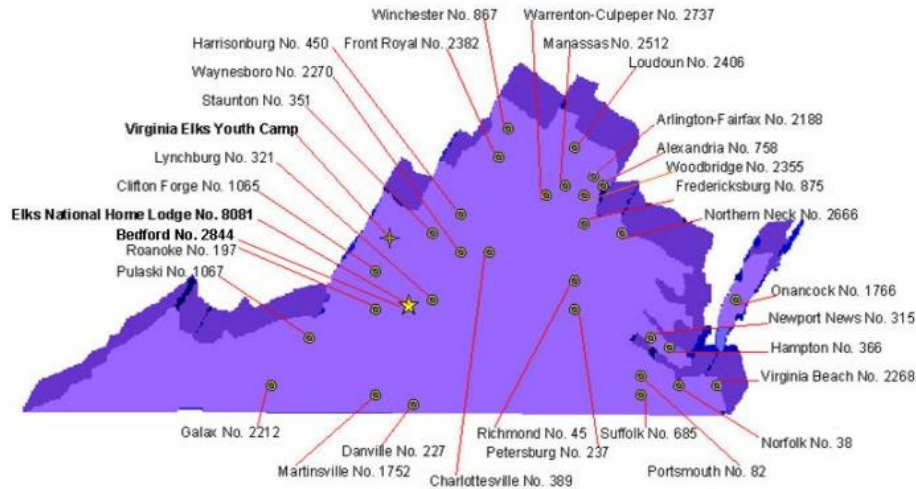 Winchester No. 867
Warrenton-Culpeper No. 2737
Harrisonburg No. 450
Front Royal No. 2382
Manassas No. 2512
Waynesboro No. 2270
Loudoun No. 2406
Staunton No. 351
Arlington-Fairfax No. 2188
Virginia Elks Youth Camp
Alexandria No. 758
Lynchburg No. 321
Woodbridge No. 2355
Clifton Forge No. 1065
Fredericksburg No. 875
Elks National Home Lodge No. 8081
Northern Neck No. 2666
Bedford No. 2844
Roanoke No. 197
Pulaski No. 1067
Onancock No. 1766
Newport News No. 315
Hampton No. 366
Virginia Beach No. 2268
Galax No. 2212
Richmond No. 45
Suffolk No. 685
Norfolk No. 38
Danville No. 227
Petersburg No. 237
Martinsville No. 1752
Portsmouth No. 82
Charlottesville No. 389